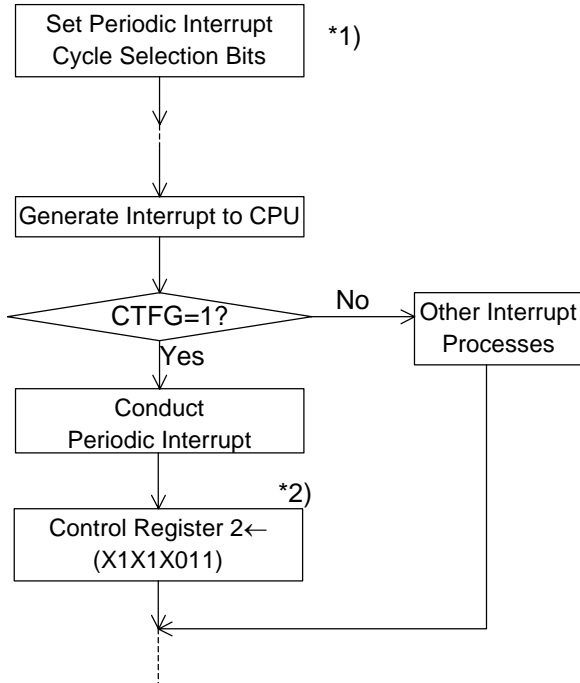 Set Periodic Interrupt
Cycle Selection Bits
*1)
Generate Interrupt to CPU
CTFG=1?
No
Other Interrupt
Processes
Yes
Conduct
Periodic Interrupt
*2)
Control Register 2←
(X1X1X011)